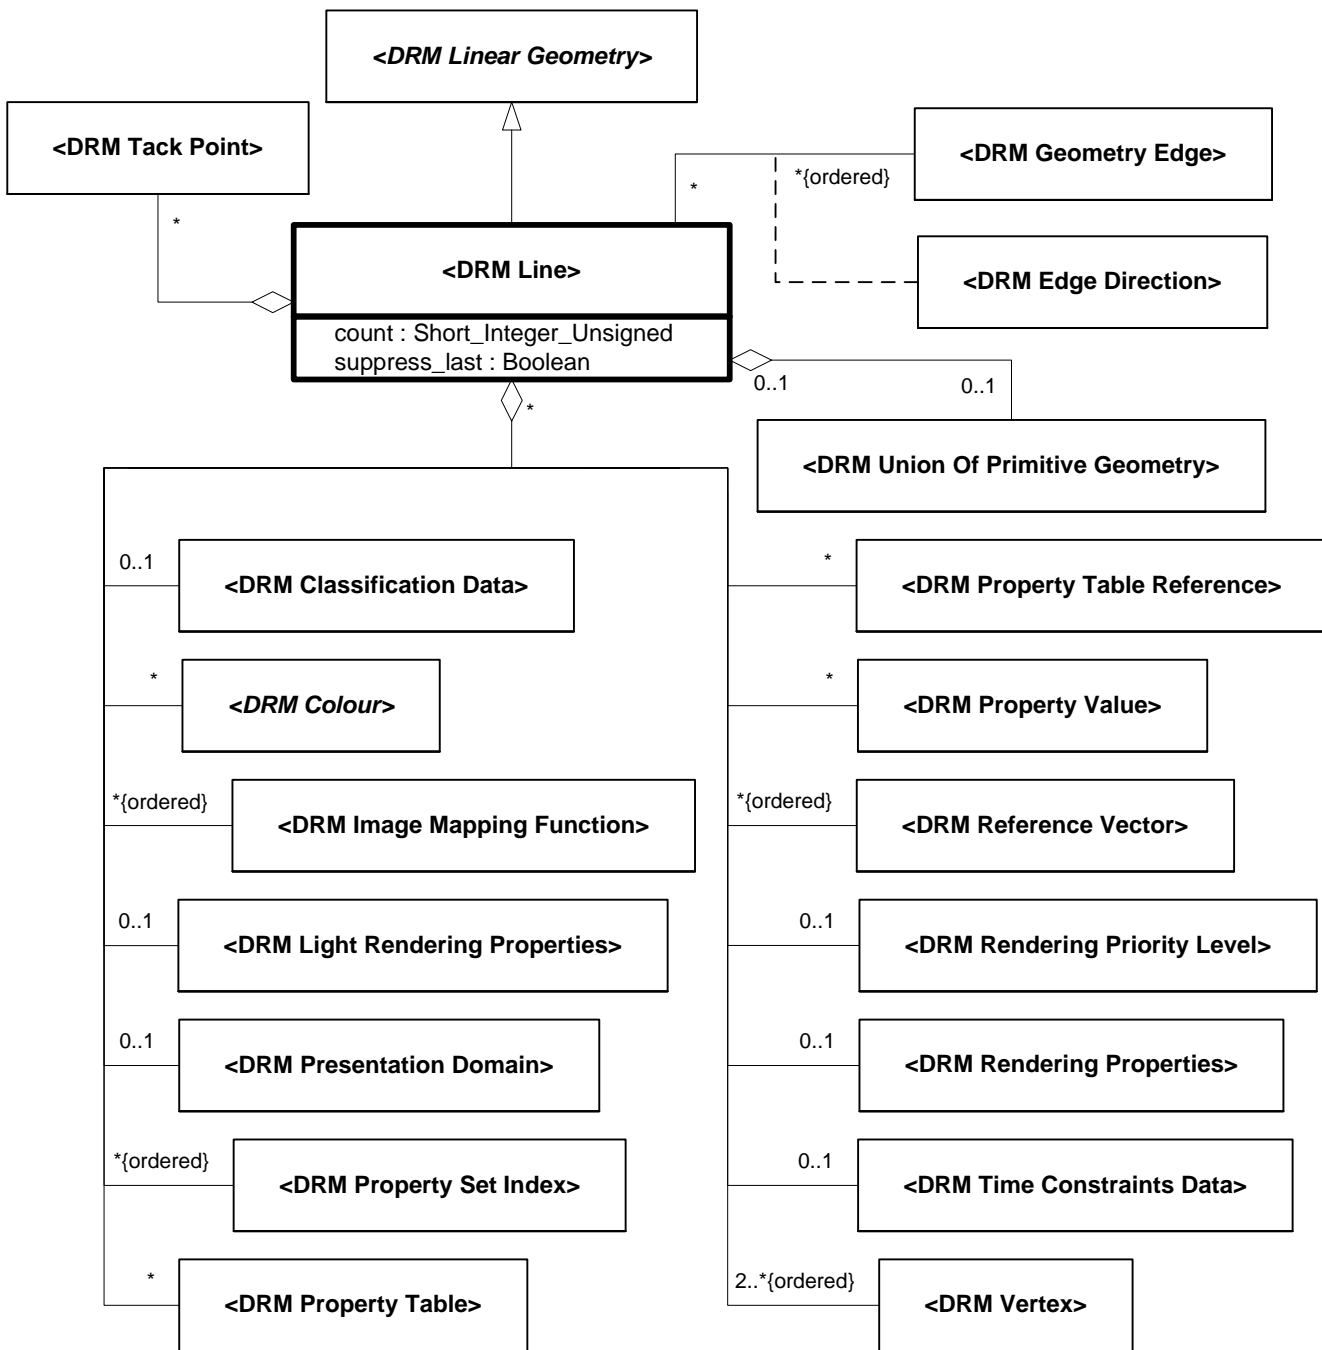 <DRM Linear Geometry>
<DRM Tack Point>
<DRM Geometry Edge>
*{ordered}
*
*
<DRM Line>
<DRM Edge Direction>
count : Short_Integer_Unsigned
suppress_last : Boolean
0..1
0..1
*
<DRM Union Of Primitive Geometry>
0..1
<DRM Classification Data>
*
<DRM Property Table Reference>
*
<DRM Colour>
*
<DRM Property Value>
*{ordered}
<DRM Image Mapping Function>
*{ordered}
<DRM Reference Vector>
0..1
<DRM Light Rendering Properties>
0..1
<DRM Rendering Priority Level>
0..1
<DRM Presentation Domain>
0..1
<DRM Rendering Properties>
*{ordered}
<DRM Property Set Index>
0..1
<DRM Time Constraints Data>
*
<DRM Property Table>
2..*{ordered}
<DRM Vertex>